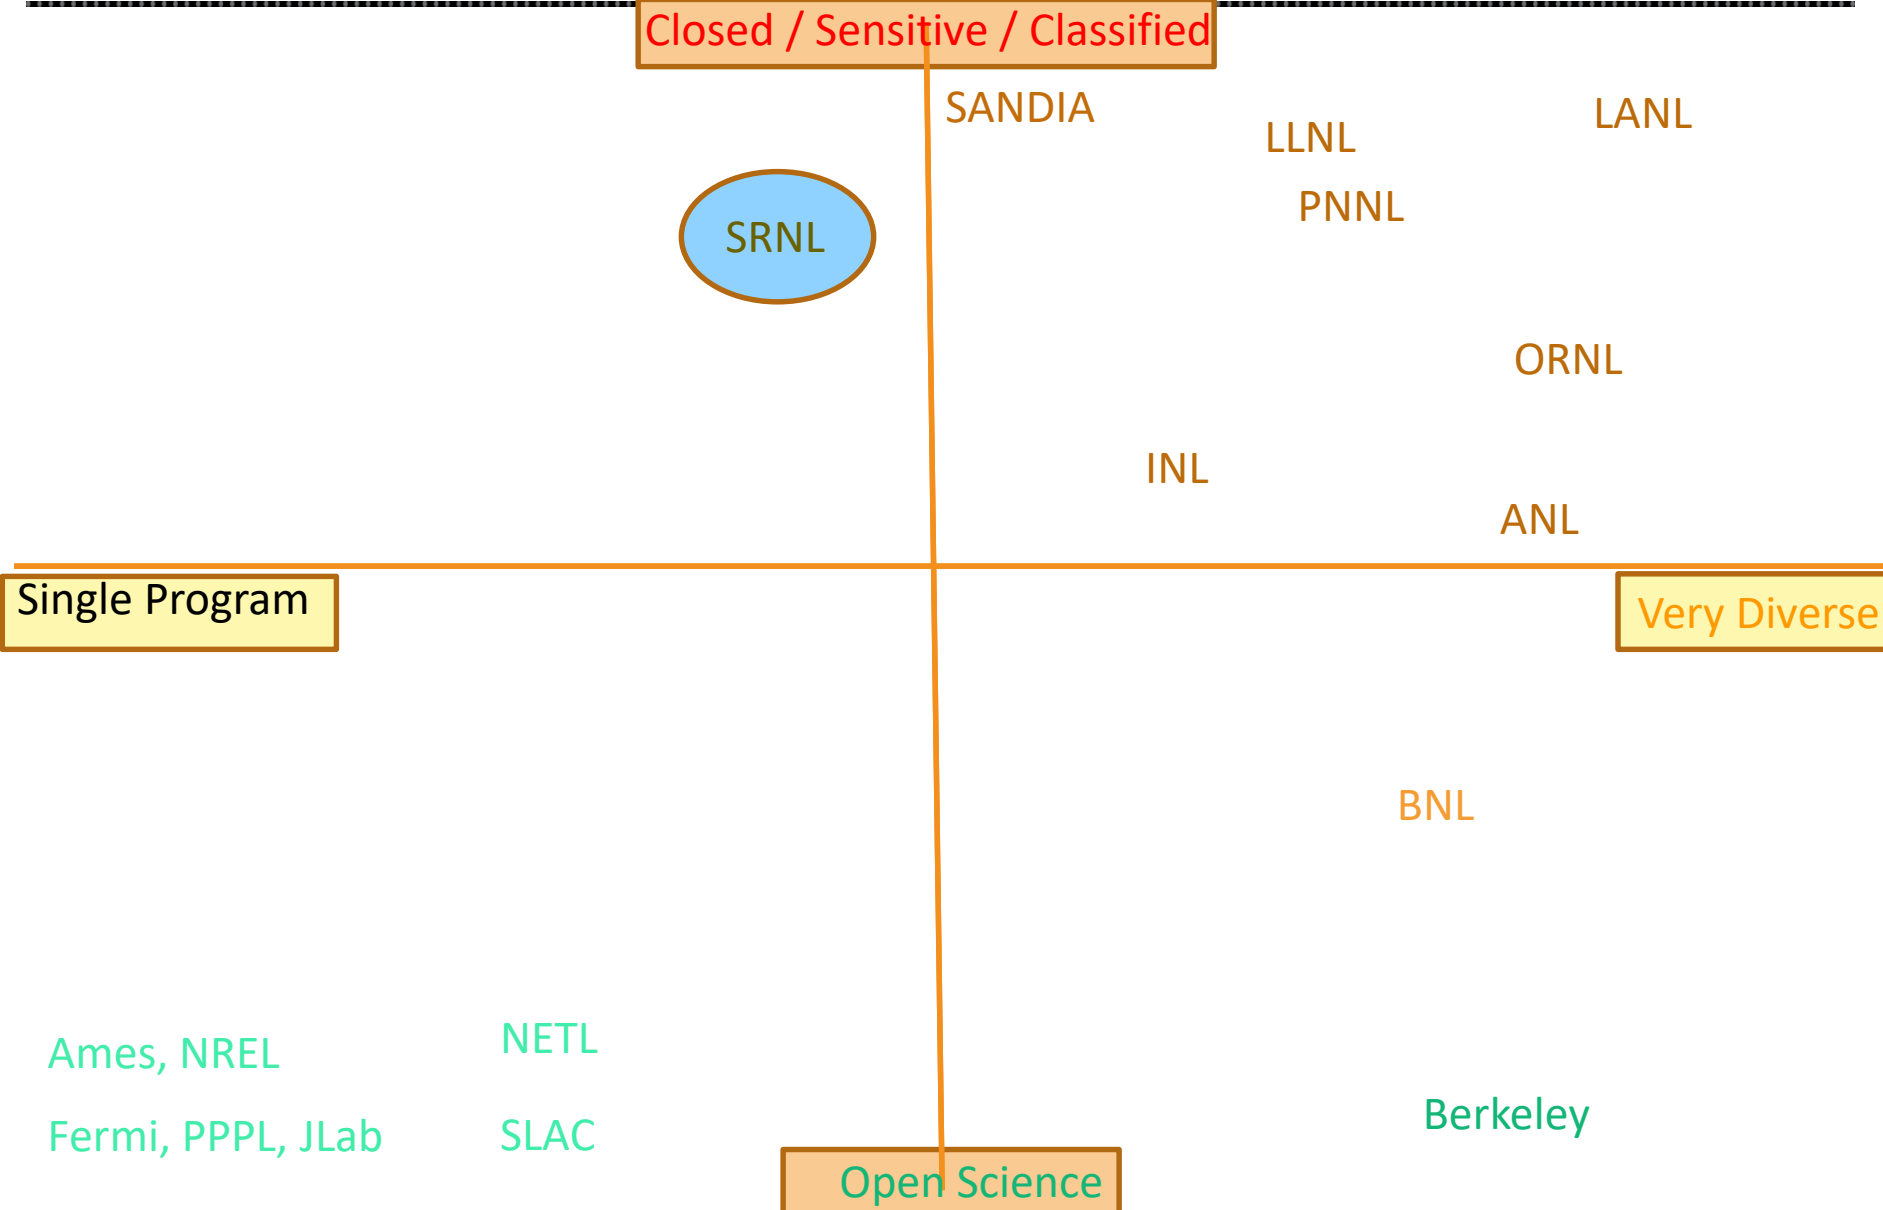 Closed / Sensitive / Classified
SANDIA
LANL
LLNL
PNNL
SRNL
ORNL
INL
ANL
Single Program
Very Diverse
BNL
NETL
Ames, NREL
Berkeley
Fermi, PPPL, JLab
SLAC
Open Science